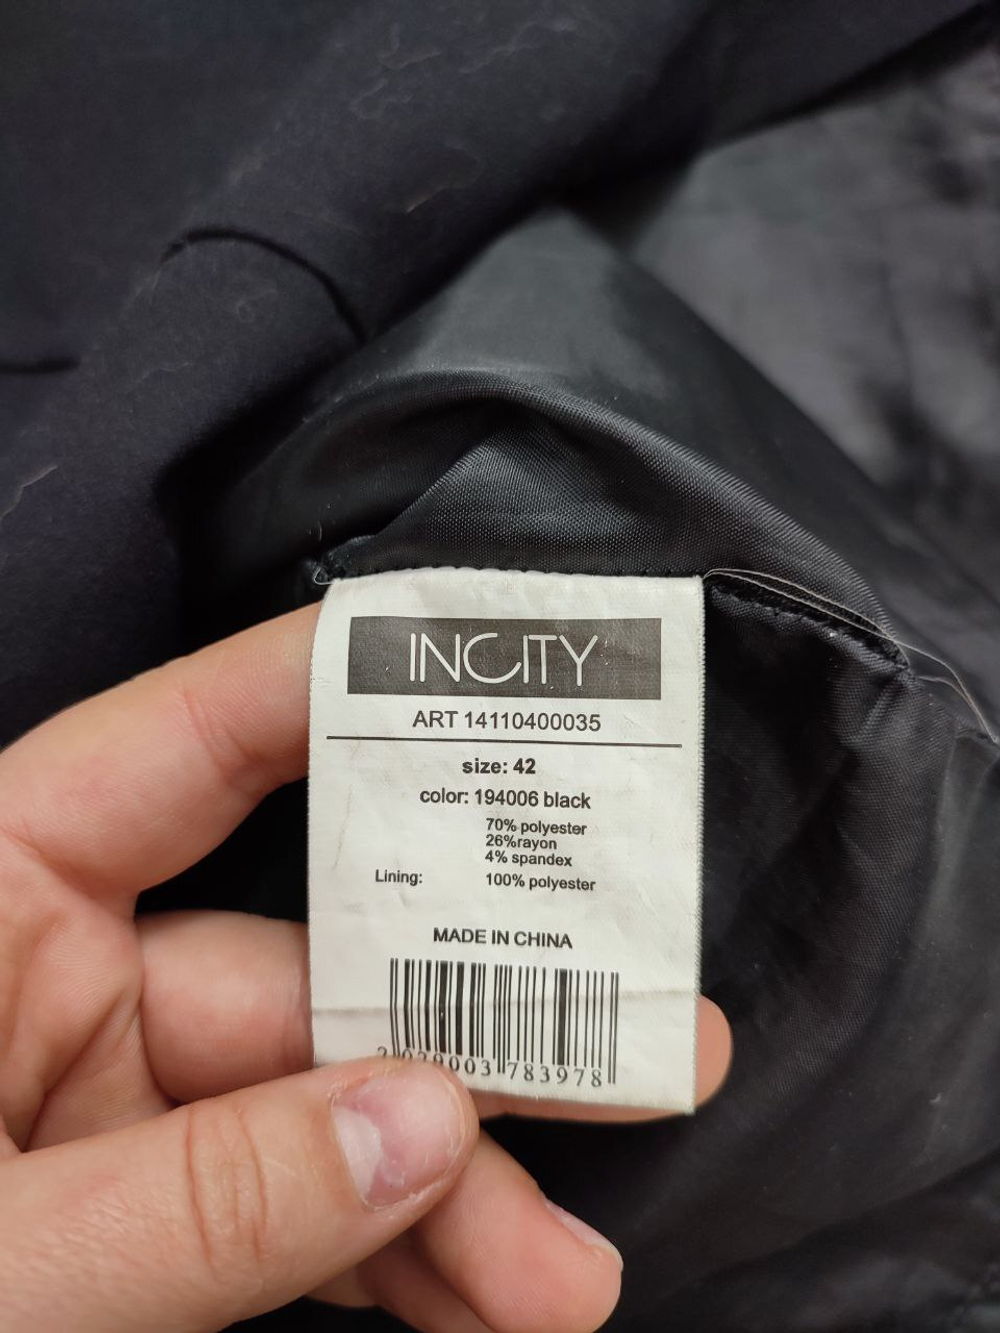 INCITY
ART 14110400035
size: 42
color: 194006 black
70% polyester
26%rayon
4% spandex
Lining: 100% polyester
MADE IN CHINA
783978